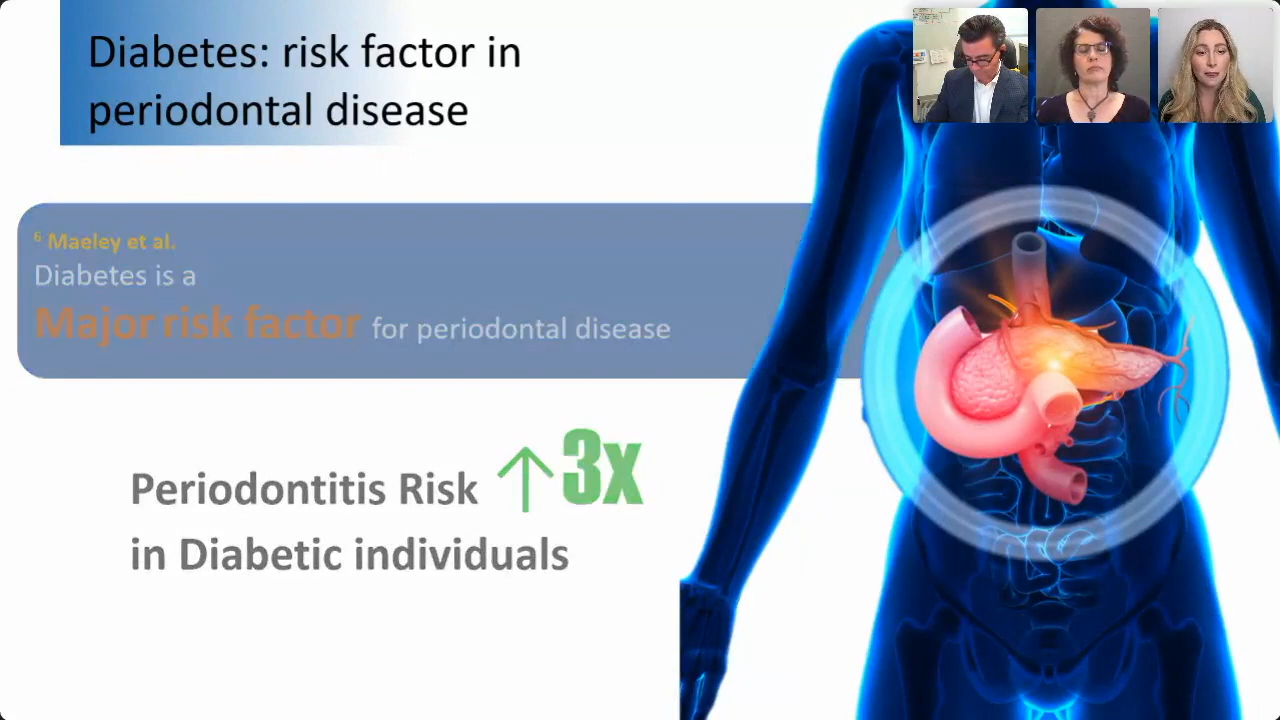 Diabetes: risk factor in
periodontal disease
⁶ Maeley et al.
Diabetes is a
Major risk factor for periodontal disease
Periodontitis Risk ↑ 3x
in Diabetic individuals